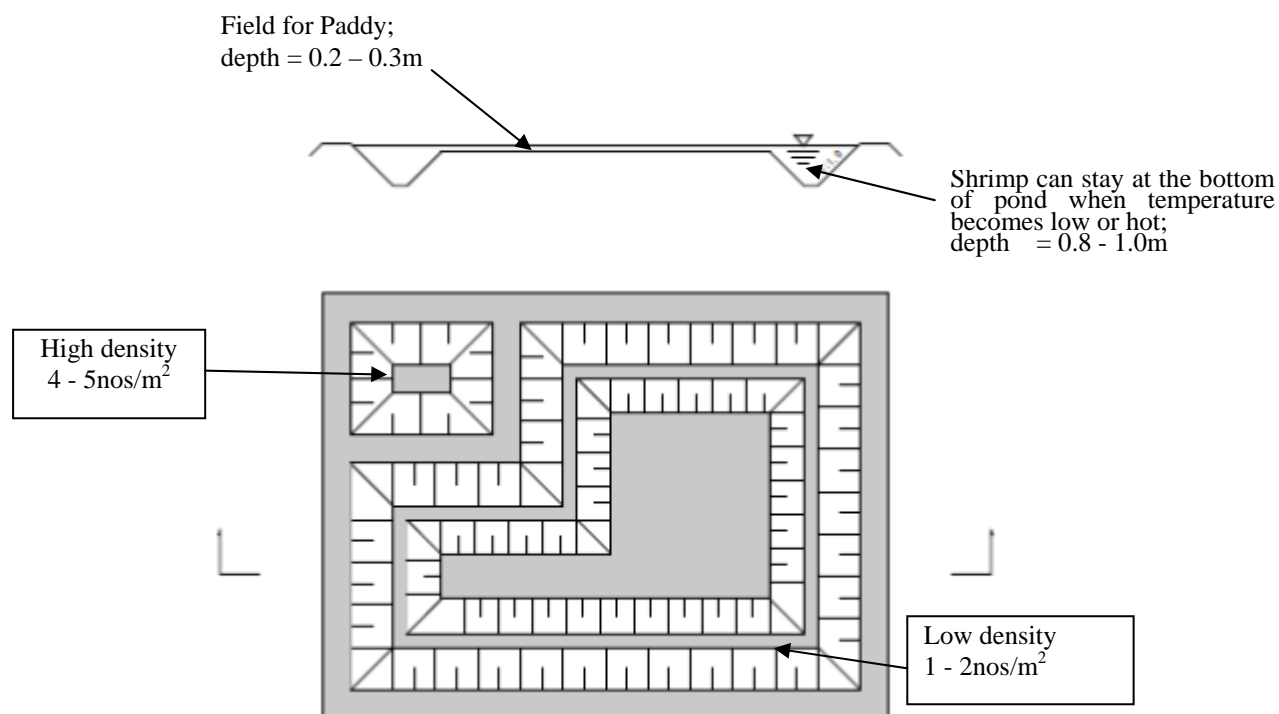 Field for Paddy;
depth = 0.2 – 0.3m
Shrimp can stay at the bottom
of pond when temperature
becomes low or hot;
depth = 0.8 - 1.0m
High density
4 - 5nos/m²
Low density
1 - 2nos/m²